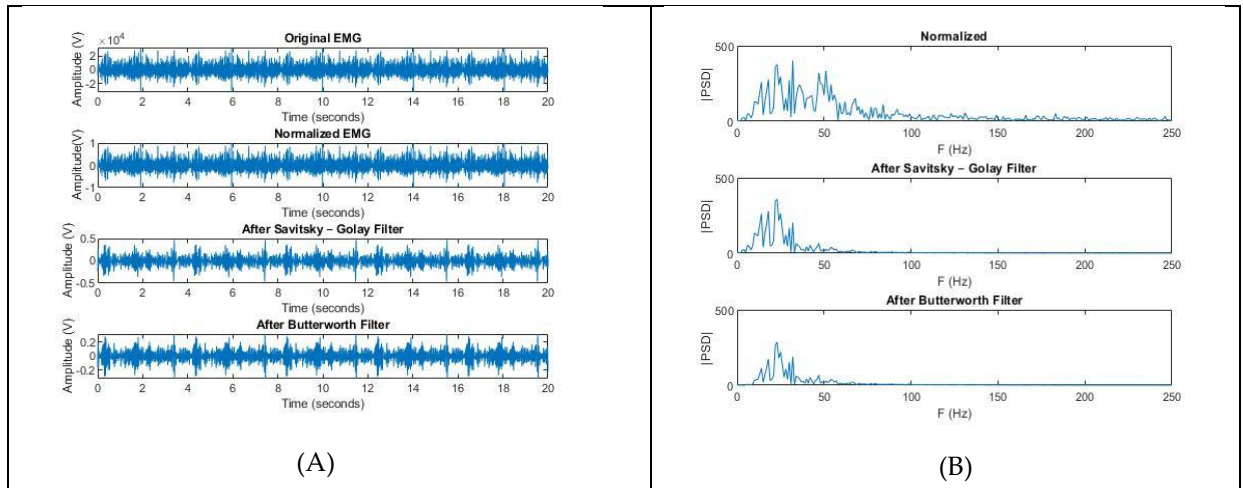 Original EMG
× 10^4
Amplitude (V)
2
0
-2
0 2 4 6 8 10 12 14 16 18 20
Time (seconds)
Normalized EMG
Amplitude(V)
1
0
-1
0 2 4 6 8 10 12 14 16 18 20
Time (seconds)
After Savitsky – Golay Filter
Amplitude (V)
0.5
0
-0.5
0 2 4 6 8 10 12 14 16 18 20
Time (seconds)
After Butterworth Filter
Amplitude (V)
0.2
0
-0.2
0 2 4 6 8 10 12 14 16 18 20
Time (seconds)
(A)
Normalized
|PSD|
500
0
0 50 100 150 200 250
F (Hz)
After Savitsky – Golay Filter
|PSD|
500
0
0 50 100 150 200 250
F (Hz)
After Butterworth Filter
|PSD|
500
0
0 50 100 150 200 250
F (Hz)
(B)